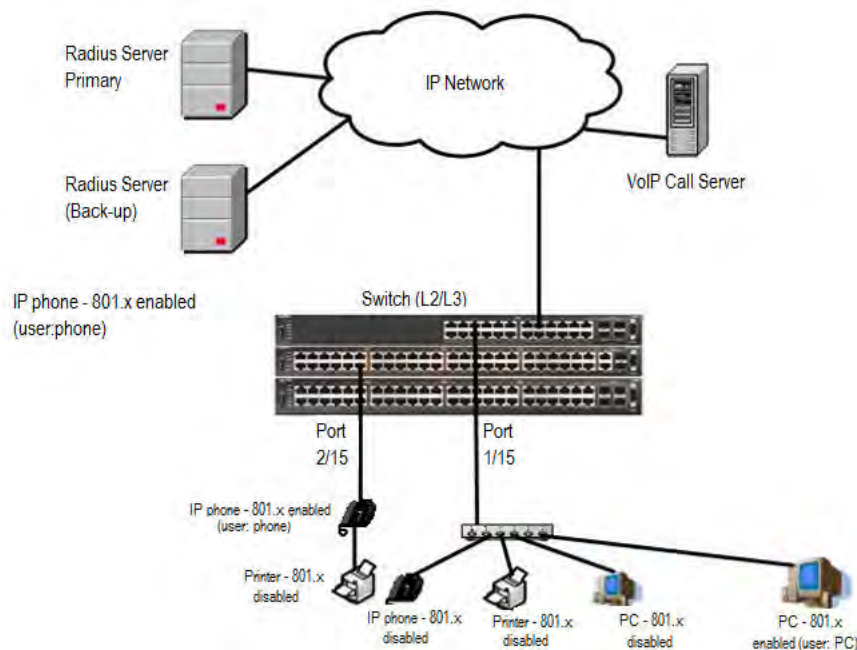 Radius Server
Primary
IP Network
VoIP Call Server
Radius Server
(Back-up)
IP phone - 801.x enabled
(user:phone)
Switch (L2/L3)
Port
2/15
Port
1/15
IP phone - 801.x enabled
(user: phone)
Printer - 801.x
disabled
IP phone - 801.x
disabled
Printer - 801.x
disabled
PC - 801.x
disabled
PC - 801.x
enabled (user: PC)